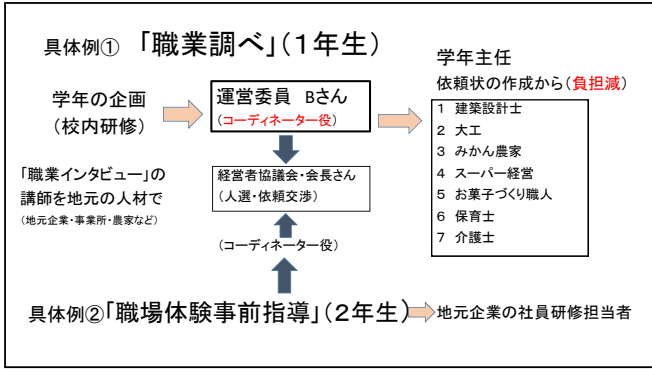 具体例① 「職業調べ」(1年生)
学年の企画
(校内研修)
運営委員 Bさん
(コーディネーター役)
学年主任
依頼状の作成から(負担減)
1 建築設計士
2 大工
3 みかん農家
4 スーパー経営
5 お菓子づくり職人
6 保育士
7 介護士
「職業インタビュー」の
講師を地元の人材で
(地元企業・事業所・農家など)
経営者協議会・会長さん
(人選・依頼交渉)
(コーディネーター役)
具体例②「職場体験事前指導」(2年生)
地元企業の社員研修担当者